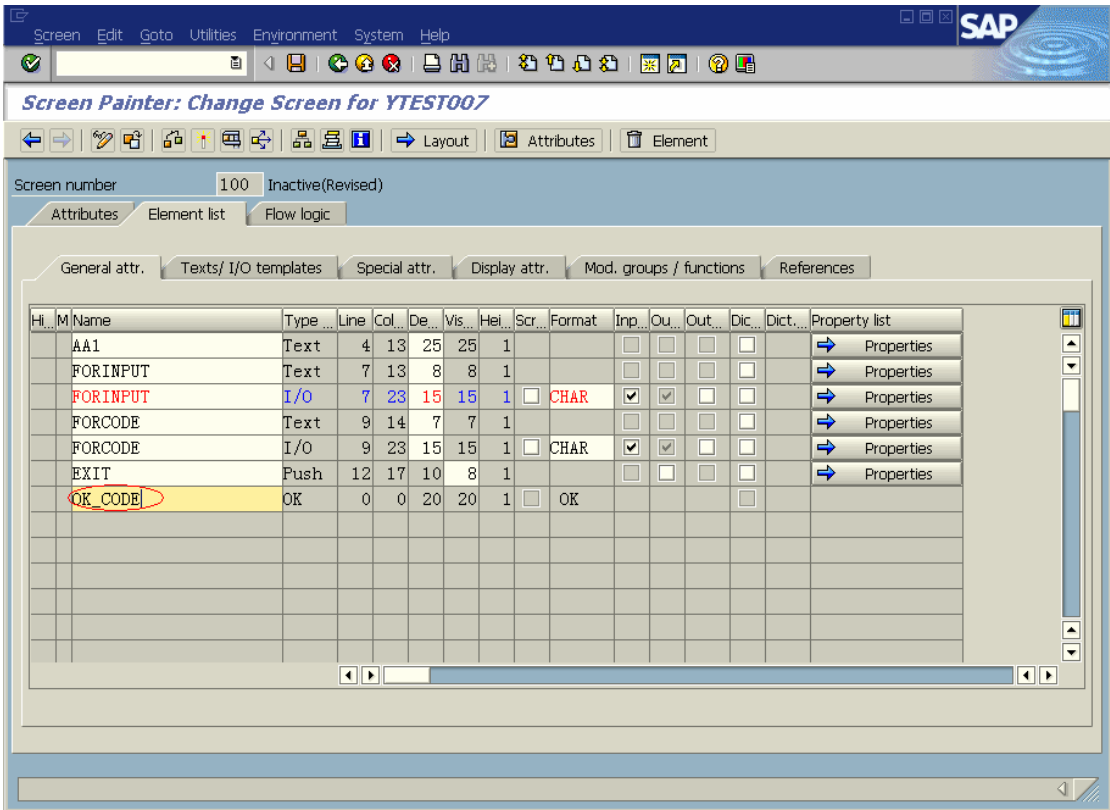 Screen Edit Goto Utilities Environment System Help
SAP
Screen Painter: Change Screen for YTEST007
Layout Attributes Element
Screen number 100 Inactive(Revised)
Attributes Element list Flow logic
General attr. Texts/ I/O templates Special attr. Display attr. Mod. groups / functions References
Hi... M Name Type ... Line Col... De... Vis... Hei... Scr... Format Inp... Ou... Out... Dic... Dict.... Property list
AA1 Text 4 13 25 25 1 Properties
FORINPUT Text 7 13 8 8 1 Properties
FORINPUT I/O 7 23 15 15 1 CHAR Properties
FORCODE Text 9 14 7 7 1 Properties
FORCODE I/O 9 23 15 15 1 CHAR Properties
EXIT Push 12 17 10 8 1 Properties
OK_CODE OK 0 0 20 20 1 OK